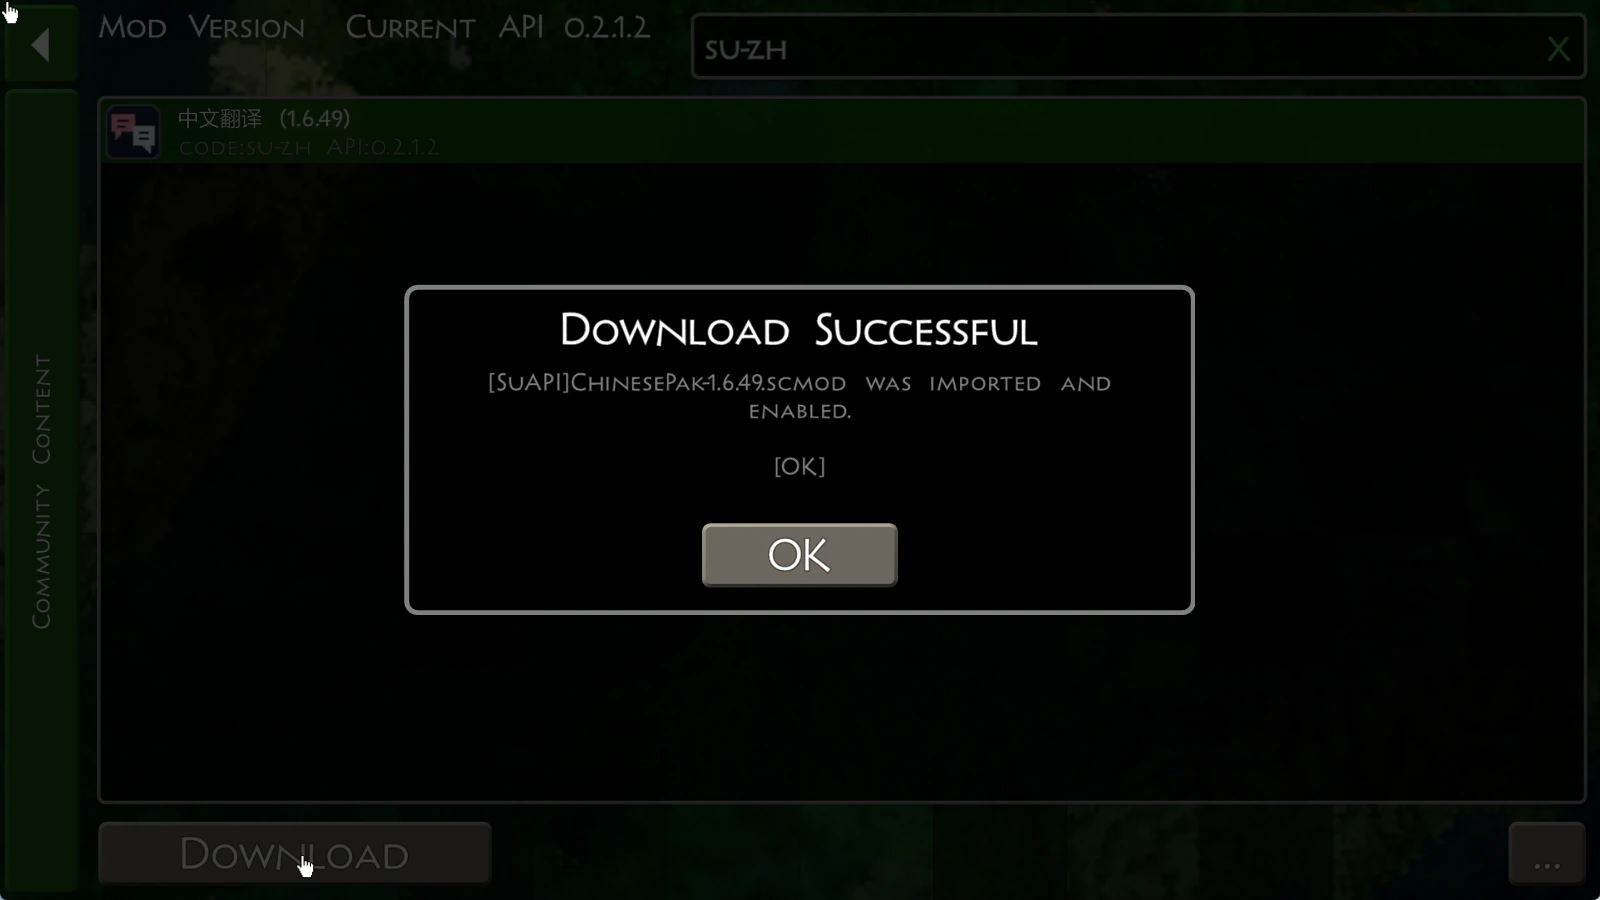 Mod Version Current API 0.2.1.2
su-zh
X
中文翻译 (1.6.49)
code:su-zh API:0.2.1.2
Community Content
Download Successful
[SuAPI]ChinesePak-1.6.49.scmod was imported and
enabled.
[OK]
OK
Download
...